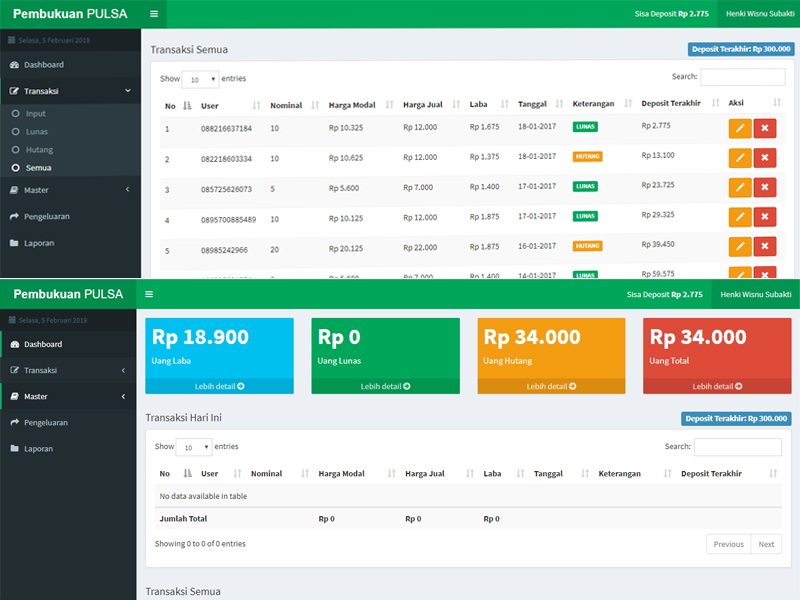 Pembukuan PULSA
Sisa Deposit Rp 2.775 Henki Wisnu Subakti
Selasa, 5 Februari 2019
Dashboard
Transaksi
Input
Lunas
Hutang
Semua
Master
Pengeluaran
Laporan
Transaksi Semua
Deposit Terakhir: Rp 300.000
Show 10 entries Search:
No User Nominal Harga Modal Harga Jual Laba Tanggal Keterangan Deposit Terakhir Aksi
1 088216637184 10 Rp 10.325 Rp 12.000 Rp 1.675 18-01-2017 LUNAS Rp 2.775
2 082218603334 10 Rp 10.625 Rp 12.000 Rp 1.375 18-01-2017 HUTANG Rp 13.100
3 085725626073 5 Rp 5.600 Rp 7.000 Rp 1.400 17-01-2017 LUNAS Rp 23.725
4 0895700885489 10 Rp 10.125 Rp 12.000 Rp 1.875 17-01-2017 LUNAS Rp 29.325
5 08985242966 20 Rp 20.125 Rp 22.000 Rp 1.875 16-01-2017 HUTANG Rp 39.450
Rp 5.600 Rp 7.000 Rp 1.400 14-01-2017 LUNAS Rp 59.575
Pembukuan PULSA
Sisa Deposit Rp 2.775 Henki Wisnu Subakti
Selasa, 5 Februari 2019
Dashboard
Transaksi
Master
Pengeluaran
Laporan
Rp 18.900
Uang Laba
Lebih detail
Rp 0
Uang Lunas
Lebih detail
Rp 34.000
Uang Hutang
Lebih detail
Rp 34.000
Uang Total
Lebih detail
Transaksi Hari Ini
Deposit Terakhir: Rp 300.000
Show 10 entries Search:
No User Nominal Harga Modal Harga Jual Laba Tanggal Keterangan Deposit Terakhir
No data available in table
Jumlah Total Rp 0 Rp 0 Rp 0
Showing 0 to 0 of 0 entries
Previous Next
Transaksi Semua